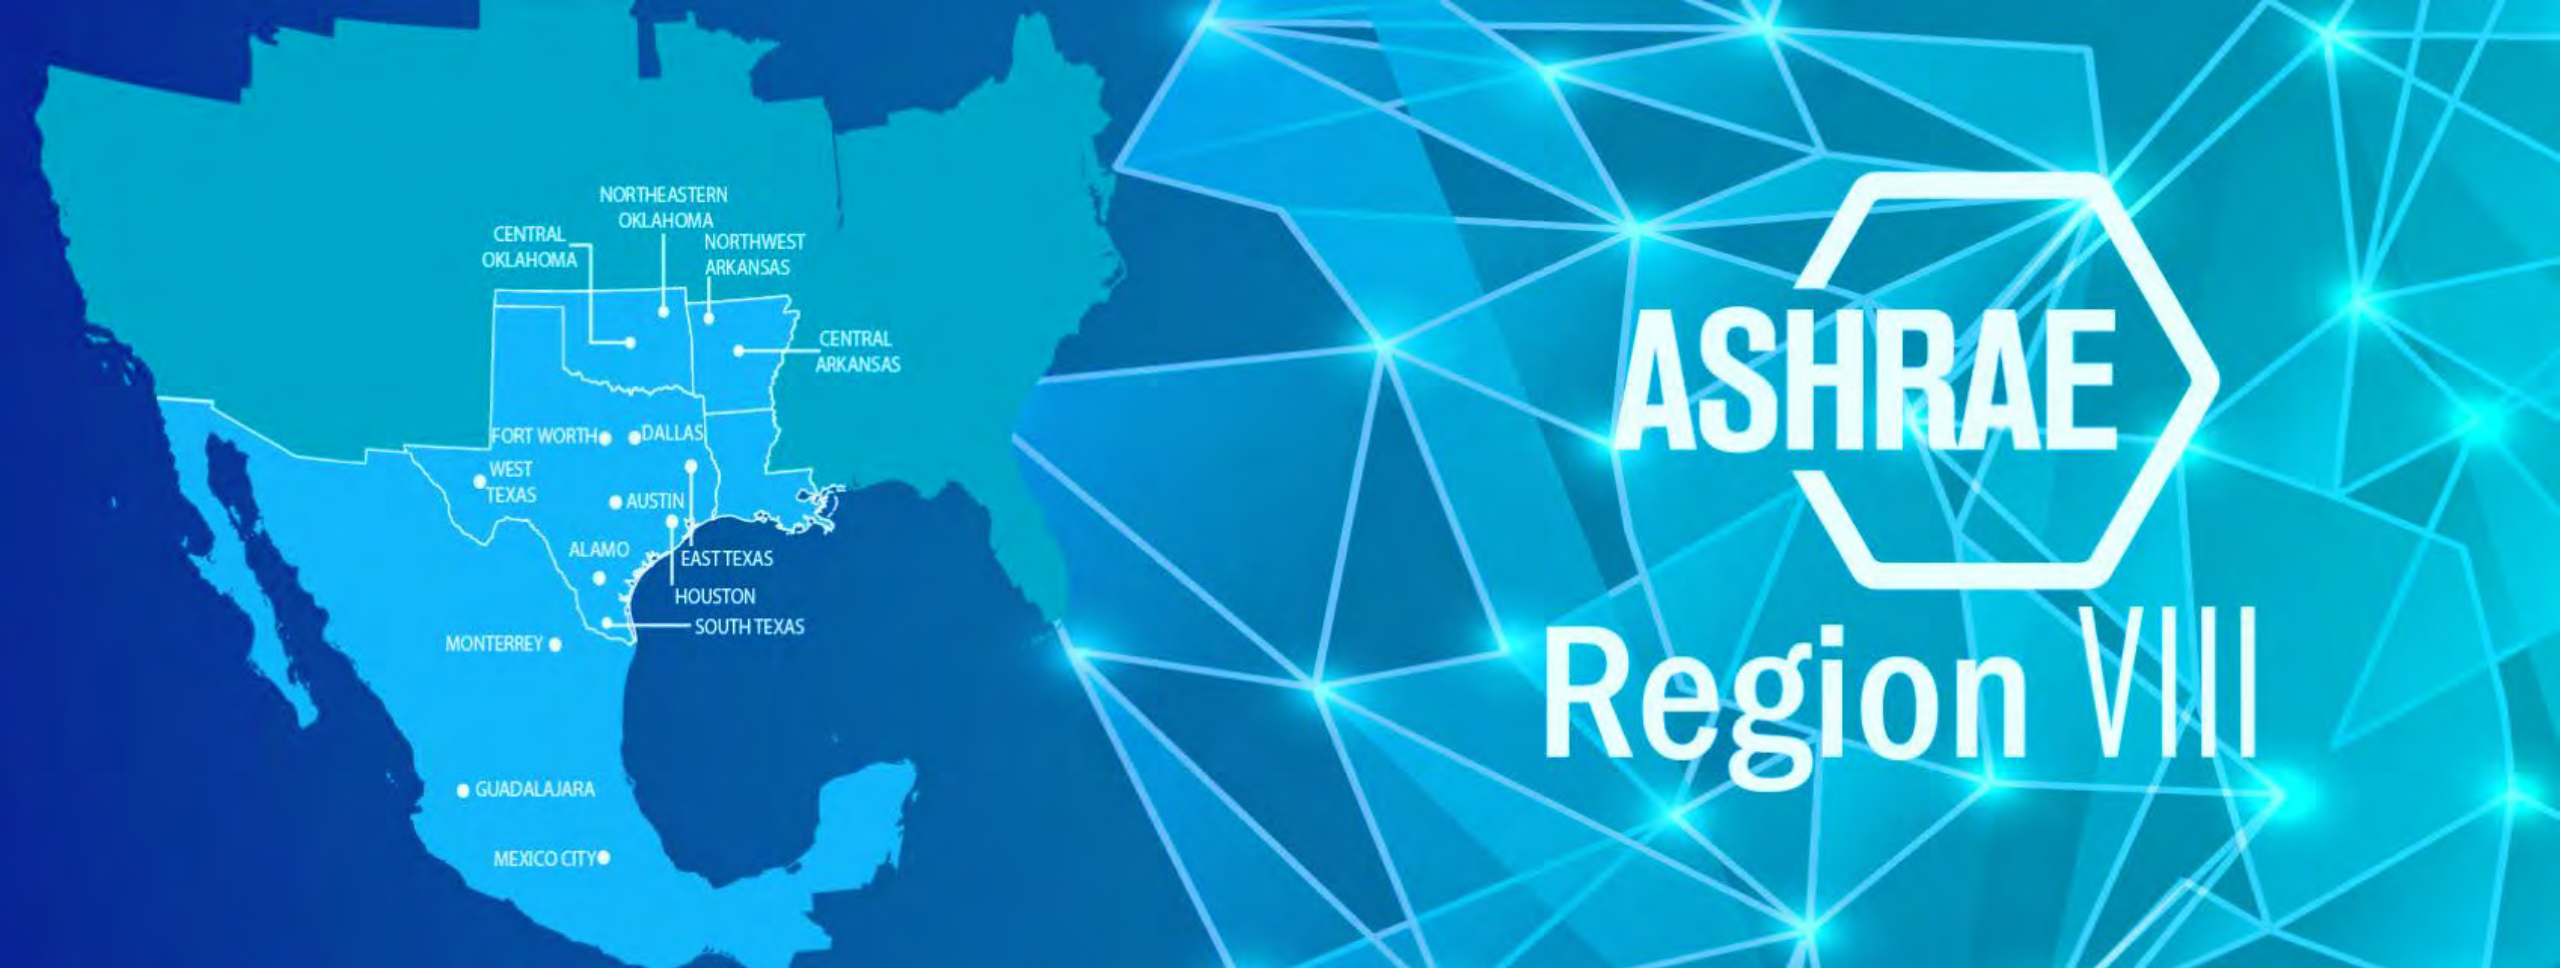 NORTHEASTERN
OKLAHOMA
CENTRAL
OKLAHOMA
NORTHWEST
ARKANSAS
CENTRAL
ARKANSAS
FORT WORTH
DALLAS
WEST
TEXAS
AUSTIN
ALAMO
EAST TEXAS
HOUSTON
SOUTH TEXAS
MONTERREY
GUADALAJARA
MEXICO CITY
ASHRAE
Region VIII